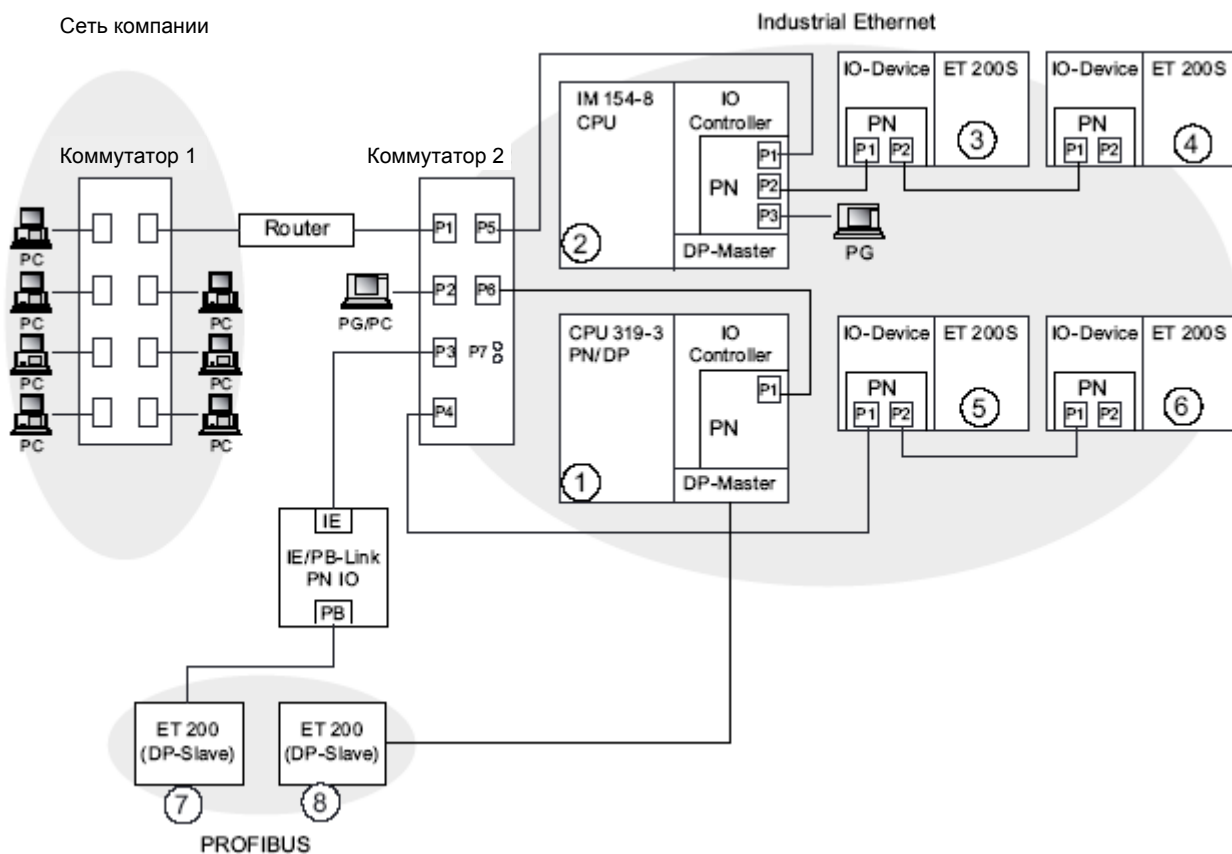 Сеть компании
Industrial Ethernet
Коммутатор 1
Коммутатор 2
PC
PC
PC
PC
PC
PC
PC
Router
P1
P5
P2
P6
P3
P7
P4
PG/PC
IM 154-8
CPU
IO
Controller
PN
P1
P2
P3
DP-Master
2
PG
IO-Device
ET 200S
PN
P1
P2
3
IO-Device
ET 200S
PN
P1
P2
4
CPU 319-3
PN/DP
IO
Controller
P1
PN
DP-Master
1
IO-Device
ET 200S
PN
P1
P2
5
IO-Device
ET 200S
PN
P1
P2
6
IE
IE/PB-Link
PN IO
PB
ET 200
(DP-Slave)
7
ET 200
(DP-Slave)
8
PROFIBUS